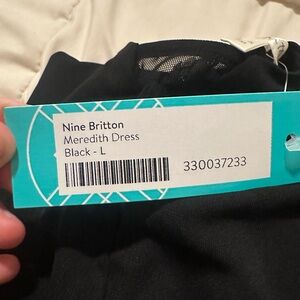 Nine Britton
Meredith Dress
Black - L
330037233